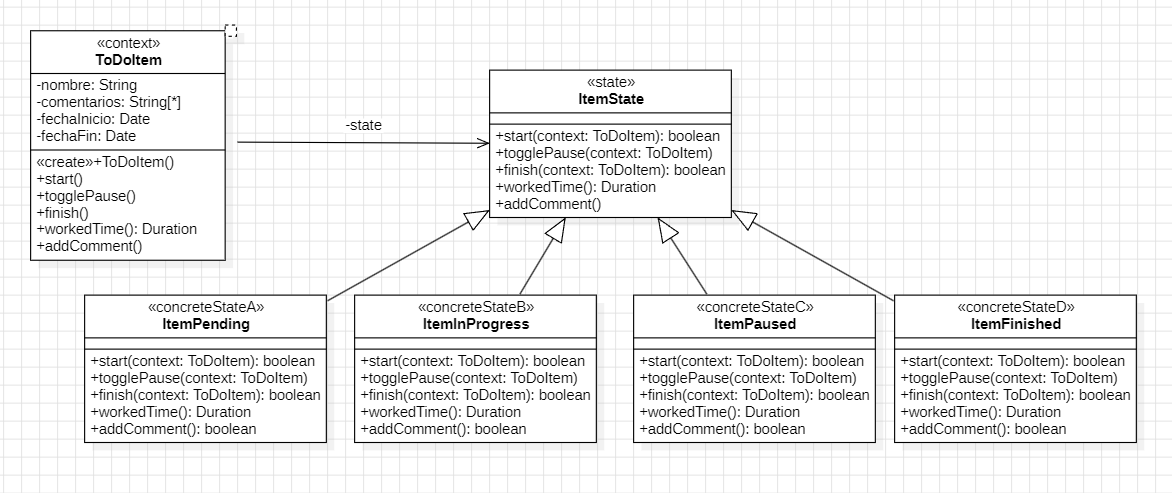 «context»
ToDoItem
-nombre: String
-comentarios: String[*]
-fechaInicio: Date
-fechaFin: Date
«create»+ToDoItem()
+start()
+togglePause()
+finish()
+workedTime(): Duration
+addComment()
-state
«state»
ItemState
+start(context: ToDoItem): boolean
+togglePause(context: ToDoItem)
+finish(context: ToDoItem): boolean
+workedTime(): Duration
+addComment()
«concreteStateA»
ItemPending
+start(context: ToDoItem): boolean
+togglePause(context: ToDoItem)
+finish(context: ToDoItem): boolean
+workedTime(): Duration
+addComment(): boolean
«concreteStateB»
ItemInProgress
+start(context: ToDoItem): boolean
+togglePause(context: ToDoItem)
+finish(context: ToDoItem): boolean
+workedTime(): Duration
+addComment(): boolean
«concreteStateC»
ItemPaused
+start(context: ToDoItem): boolean
+togglePause(context: ToDoItem)
+finish(context: ToDoItem): boolean
+workedTime(): Duration
+addComment(): boolean
«concreteStateD»
ItemFinished
+start(context: ToDoItem): boolean
+togglePause(context: ToDoItem)
+finish(context: ToDoItem): boolean
+workedTime(): Duration
+addComment(): boolean